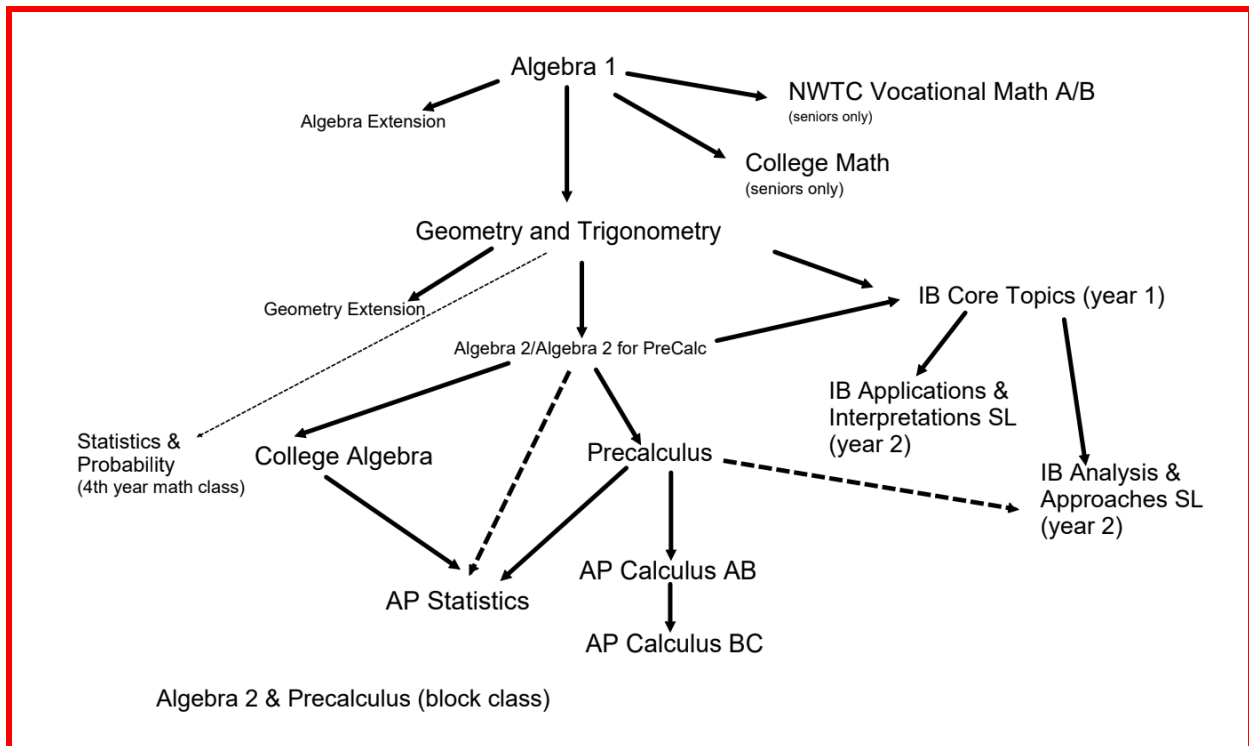 Algebra 1
NWTC Vocational Math A/B
(seniors only)
Algebra Extension
College Math
(seniors only)
Geometry and Trigonometry
IB Core Topics (year 1)
Geometry Extension
Algebra 2/Algebra 2 for PreCalc
IB Applications &
Interpretations SL
(year 2)
Statistics &
Probability
(4th year math class)
College Algebra
Precalculus
IB Analysis &
Approaches SL
(year 2)
AP Calculus AB
AP Statistics
AP Calculus BC
Algebra 2 & Precalculus (block class)